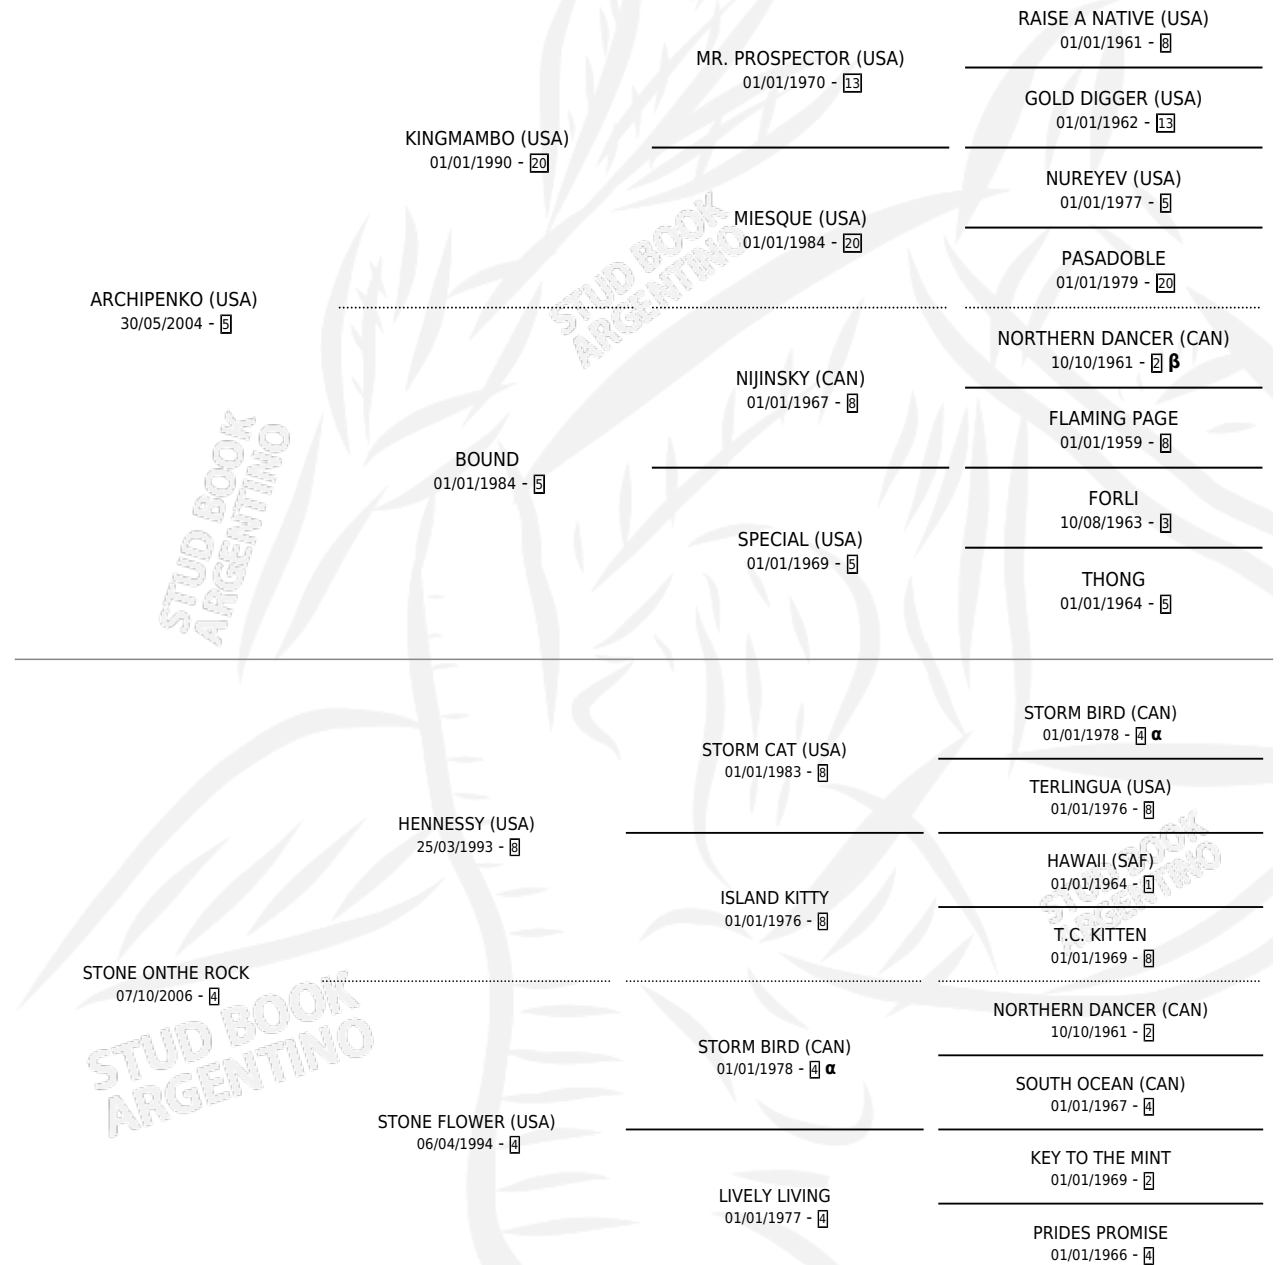 RAISE A NATIVE (USA)
01/01/1961 - 8
MR. PROSPECTOR (USA)
01/01/1970 - 13
GOLD DIGGER (USA)
01/01/1962 - 13
KINGMAMBO (USA)
01/01/1990 - 20
NUREYEV (USA)
01/01/1977 - 5
MIESQUE (USA)
01/01/1984 - 20
PASADOBLE
01/01/1979 - 20
ARCHIPENKO (USA)
30/05/2004 - 5
NORTHERN DANCER (CAN)
10/10/1961 - 2 β
NIJINSKY (CAN)
01/01/1967 - 8
FLAMING PAGE
01/01/1959 - 8
BOUND
01/01/1984 - 5
FORLI
10/08/1963 - 3
SPECIAL (USA)
01/01/1969 - 5
THONG
01/01/1964 - 5
STORM BIRD (CAN)
01/01/1978 - 4 α
STORM CAT (USA)
01/01/1983 - 8
TERLINGUA (USA)
01/01/1976 - 8
HENNESSY (USA)
25/03/1993 - 8
HAWAII (SAF)
01/01/1964 - 1
ISLAND KITTY
01/01/1976 - 8
T.C. KITTEN
01/01/1969 - 8
STONE ONTHE ROCK
07/10/2006 - 4
NORTHERN DANCER (CAN)
10/10/1961 - 2
STORM BIRD (CAN)
01/01/1978 - 4 α
SOUTH OCEAN (CAN)
01/01/1967 - 4
STONE FLOWER (USA)
06/04/1994 - 4
KEY TO THE MINT
01/01/1969 - 2
LIVELY LIVING
01/01/1977 - 4
PRIDES PROMISE
01/01/1966 - 4
STUD BOOK
ARGENTINO
STUD BOOK
ARGENTINO
STUD BOOK
ARGENTINO
STUD BOOK
ARGENTINO